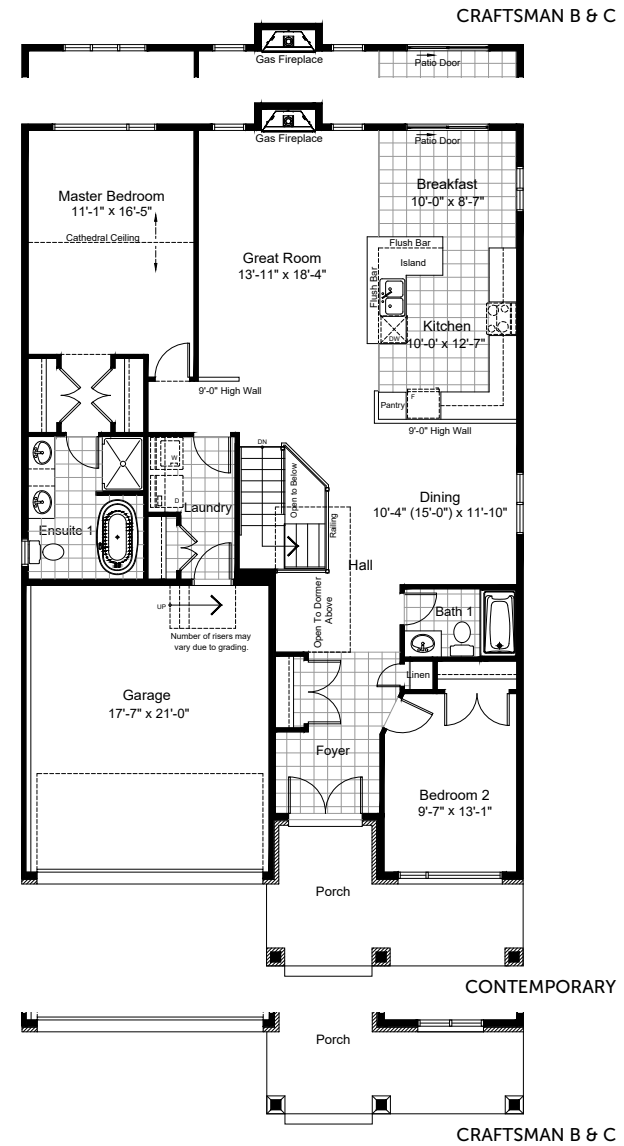 CRAFTSMAN B & C
Gas Fireplace
Patio Door
Gas Fireplace
Patio Door
Master Bedroom
11'-1" x 16'-5"
Cathedral Ceiling
Great Room
13'-11" x 18'-4"
Breakfast
10'-0" x 8'-7"
Flush Bar
Island
Flush Bar
DW
Kitchen
10'-0' x 12'-7"
Pantry
F
9'-0" High Wall
9'-0" High Wall
W
D
Laundry
DN
Open to Below
Railing
Dining
10'-4" (15'-0") x 11'-10"
Ensuite 1
Hall
Open To Dormer
Above
UP
Number of risers may
vary due to grading.
Bath 1
Linen
Garage
17'-7" x 21'-0"
Foyer
Bedroom 2
9'-7" x 13'-1"
Porch
CONTEMPORARY
Porch
CRAFTSMAN B & C